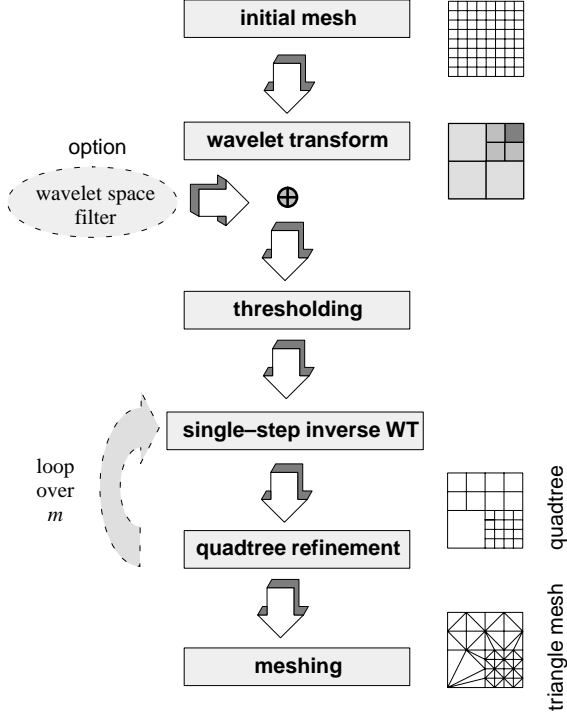 initial mesh
wavelet transform
option
wavelet space
filter
thresholding
single–step inverse WT
loop
over
m
quadtree
quadtree refinement
triangle mesh
meshing